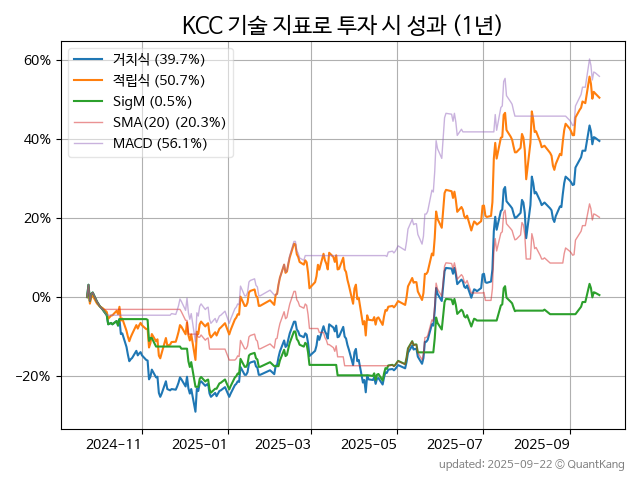 KCC 기술 지표로 투자 시 성과 (1년)
거치식 (39.7%)
적립식 (50.7%)
SigM (0.5%)
SMA(20) (20.3%)
MACD (56.1%)
60%
40%
20%
0%
−20%
2024-11 2025-01 2025-03 2025-05 2025-07 2025-09
updated: 2025-09-22 © QuantKang